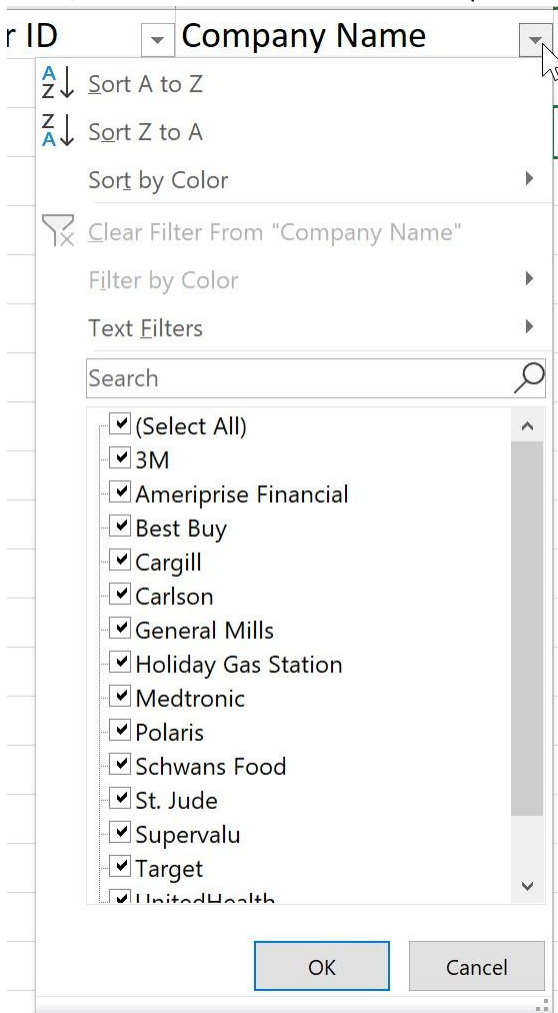 r ID Company Name
Sort A to Z
Sort Z to A
Sort by Color
Clear Filter From "Company Name"
Filter by Color
Text Filters
Search
(Select All)
3M
Ameriprise Financial
Best Buy
Cargill
Carlson
General Mills
Holiday Gas Station
Medtronic
Polaris
Schwans Food
St. Jude
Supervalu
Target
UnitedHealth
OK Cancel